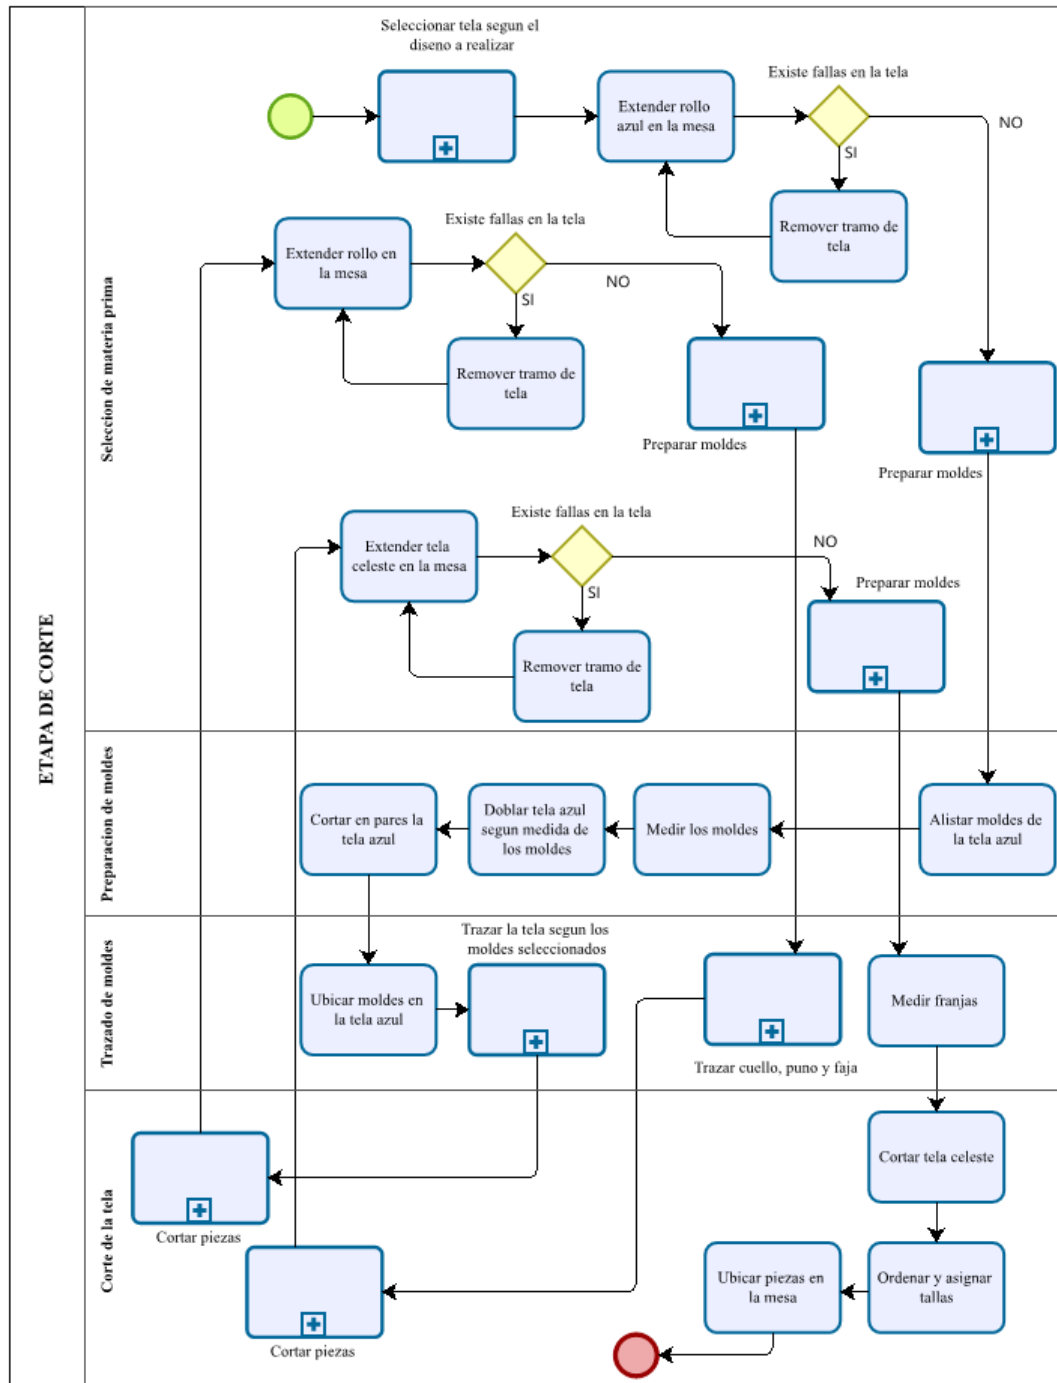 ETAPA DE CORTE
Seleccion de materia prima
Seleccionar tela segun el
diseno a realizar
Extender rollo
azul en la mesa
Existe fallas en la tela
NO
SI
Remover tramo de
tela
Extender rollo en
la mesa
Existe fallas en la tela
NO
SI
Remover tramo de
tela
Preparar moldes
Preparar moldes
Extender tela
celeste en la mesa
Existe fallas en la tela
NO
SI
Remover tramo de
tela
Preparar moldes
Preparacion de moldes
Cortar en pares la
tela azul
Doblar tela azul
segun medida de
los moldes
Medir los moldes
Alistar moldes de
la tela azul
Trazado de moldes
Ubicar moldes en
la tela azul
Trazar la tela segun los
moldes seleccionados
Trazar cuello, puno y faja
Medir franjas
Corte de la tela
Cortar piezas
Cortar piezas
Cortar tela celeste
Ordenar y asignar
tallas
Ubicar piezas en
la mesa